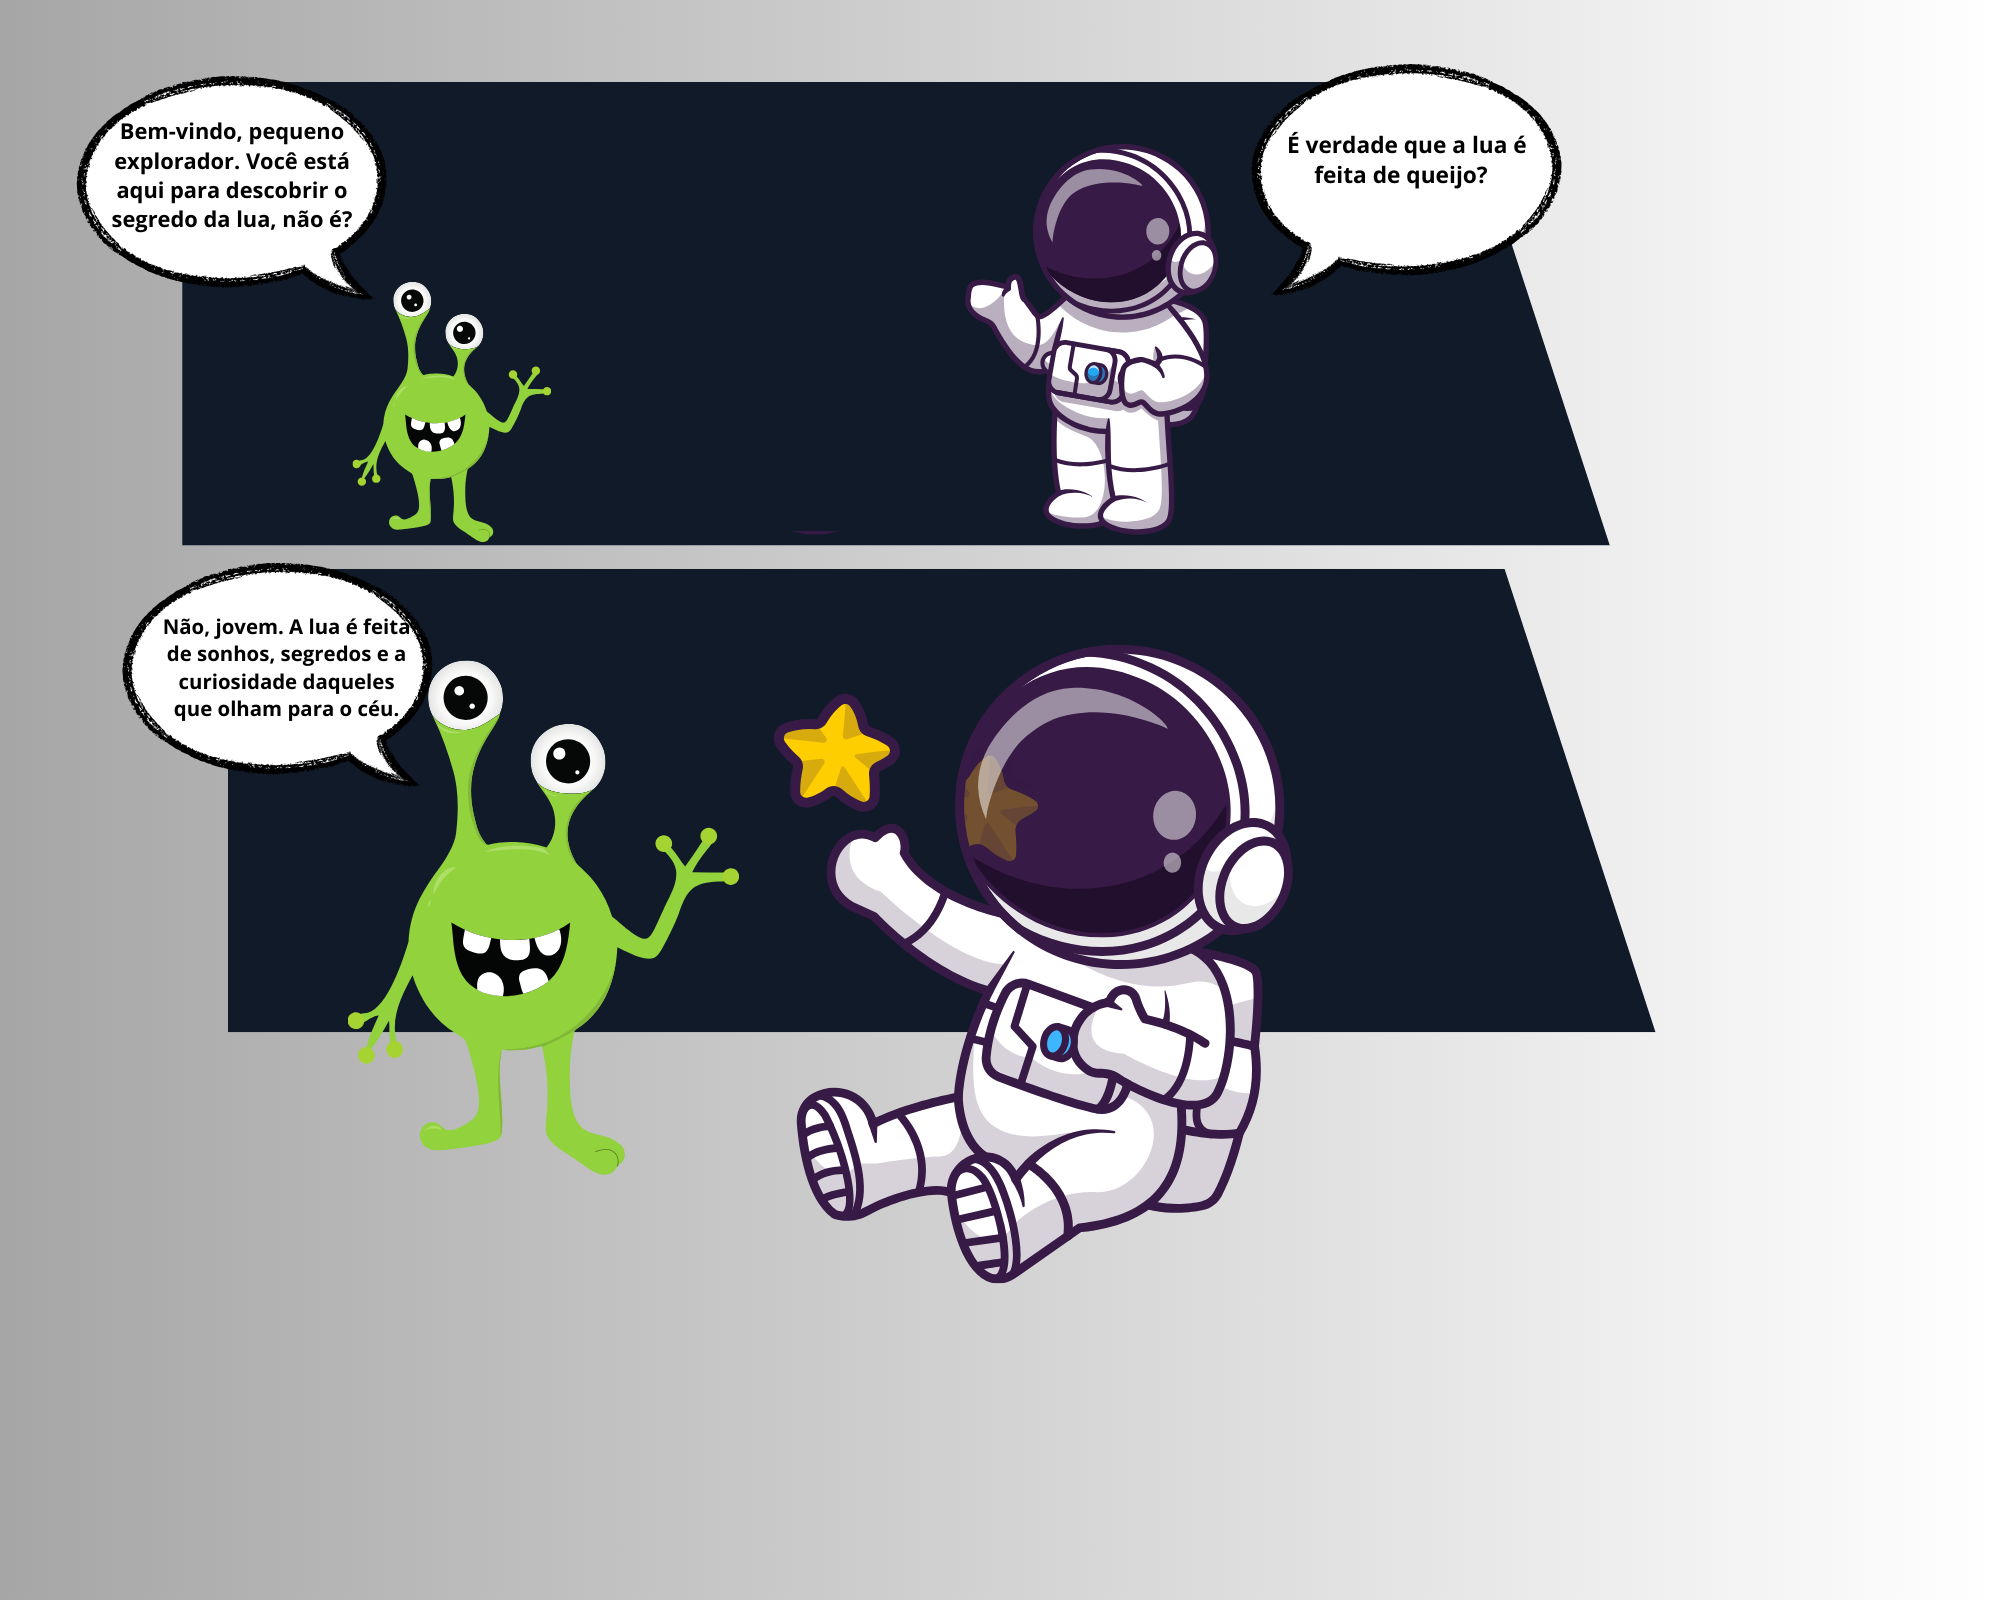 Bem-vindo, pequeno
explorador. Você está
aqui para descobrir o
segredo da lua, não é?
É verdade que a lua é
feita de queijo?
Não, jovem. A lua é feita
de sonhos, segredos e a
curiosidade daqueles
que olham para o céu.